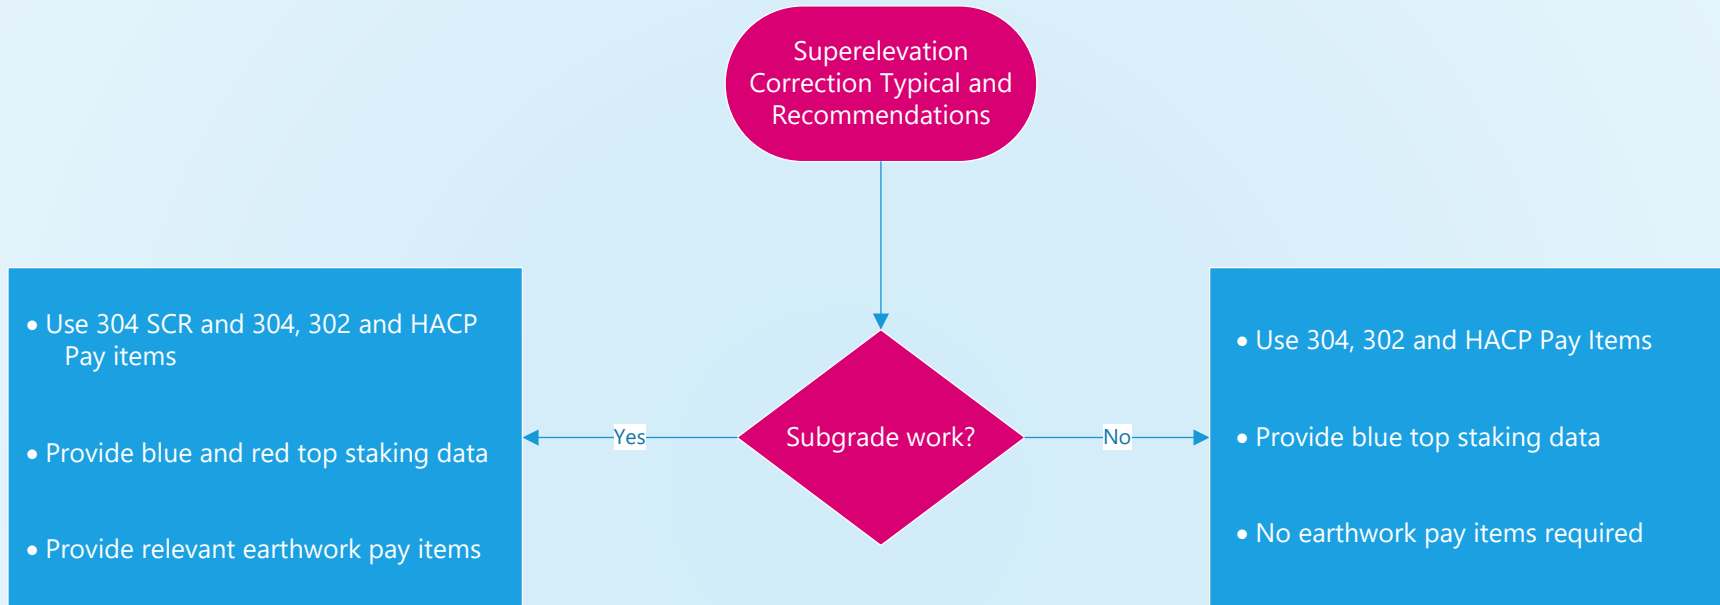 Superelevation
Correction Typical and
Recommendations
• Use 304 SCR and 304, 302 and HACP
Pay items
• Provide blue and red top staking data
• Provide relevant earthwork pay items
Yes
Subgrade work?
No
• Use 304, 302 and HACP Pay Items
• Provide blue top staking data
• No earthwork pay items required